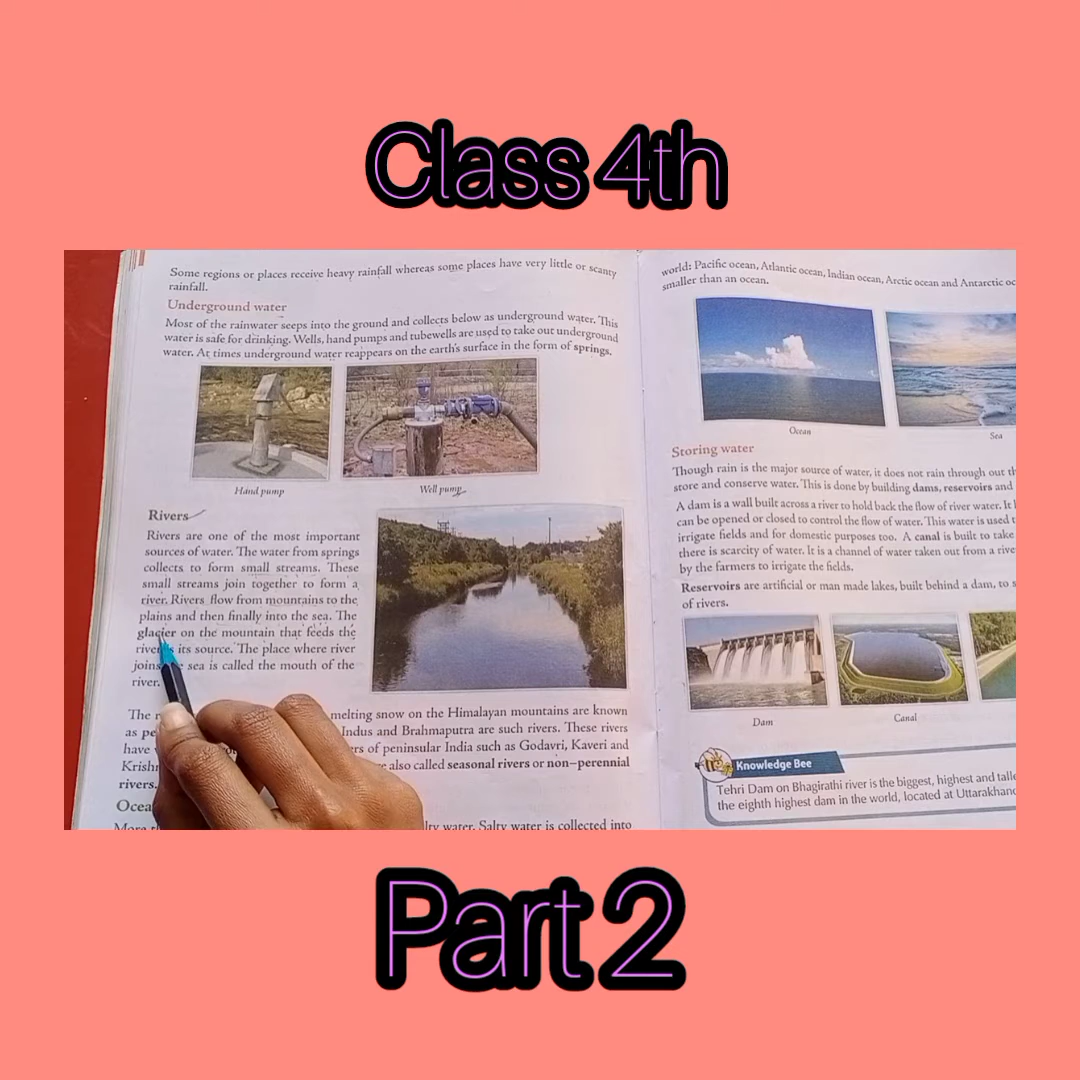 Class 4th
Some regions or places receive heavy rainfall whereas some places have very little or scanty
rainfall.
Underground water
Most of the rainwater seeps into the ground and collects below as underground water. This
water is safe for drinking. Wells, hand pumps and tubewells are used to take out underground
water. At times underground water reappears on the earth's surface in the form of springs.
Hand pump
Well pump
Rivers
Rivers are one of the most important
sources of water. The water from springs
collects to form small streams. These
small streams join together to form a
river. Rivers flow from mountains to the
plains and then finally into the sea. The
glacier on the mountain that feeds the
its source. The place where river
joins sea is called the mouth of the
river.
The melting snow on the Himalayan mountains are known
as Indus and Brahmaputra are such rivers. These rivers
have of peninsular India such as Godavri, Kaveri and
also called seasonal rivers or non-perennial
rivers.
water. Salty water is collected into
world: Pacific ocean, Atlantic ocean, Indian ocean, Arctic ocean and Antarctic
smaller than an ocean.
Ocean
Sea
Storing water
Though rain is the major source of water, it does not rain through out
store and conserve water. This is done by building dams, reservoirs and
A dam is a wall built across a river to hold back the flow of river water. It
can be opened or closed to control the flow of water. This water is used
irrigate fields and for domestic purposes too. A canal is built to take
there is scarcity of water. It is a channel of water taken out from a
by the farmers to irrigate the fields.
Reservoirs are artificial or man made lakes, built behind a dam, to
of rivers.
Dam
Canal
Knowledge Bee
Tehri Dam on Bhagirathi river is the biggest, highest and
the eighth highest dam in the world, located at
Part 2